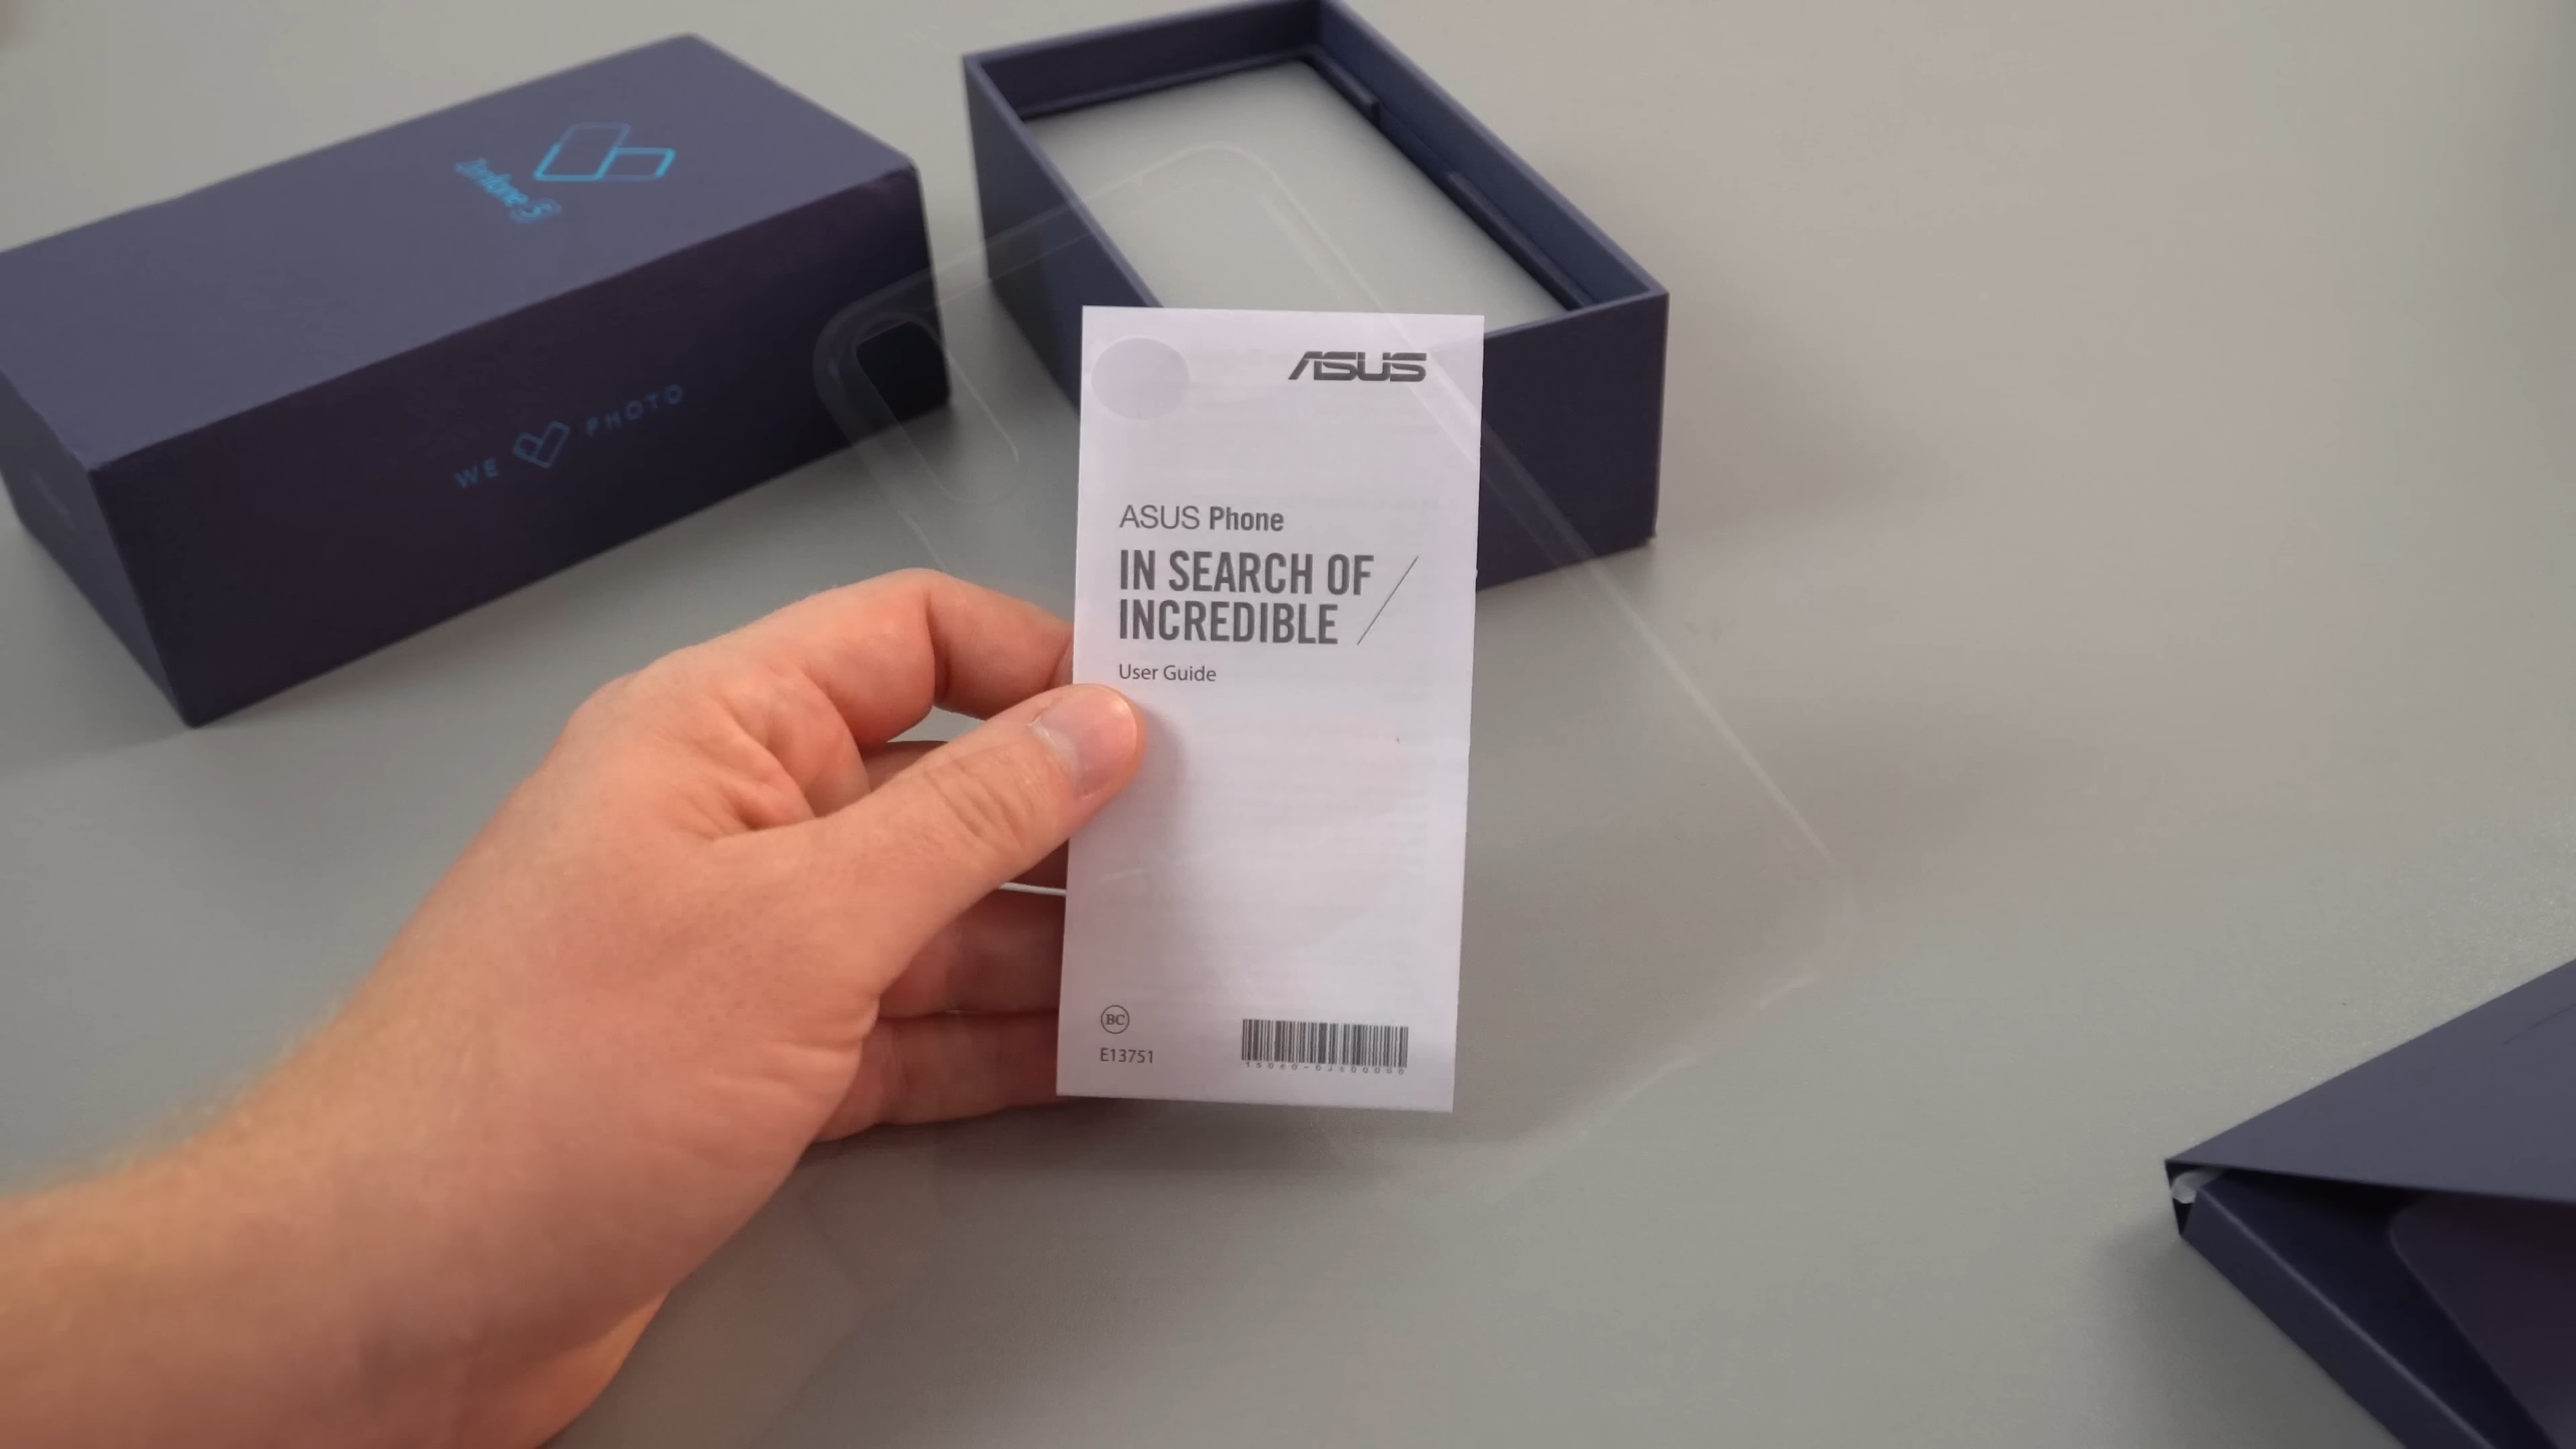 Zenfone 5
WE PHOTO
ASUS
ASUS Phone
IN SEARCH OF
INCREDIBLE
User Guide
BC
E13751